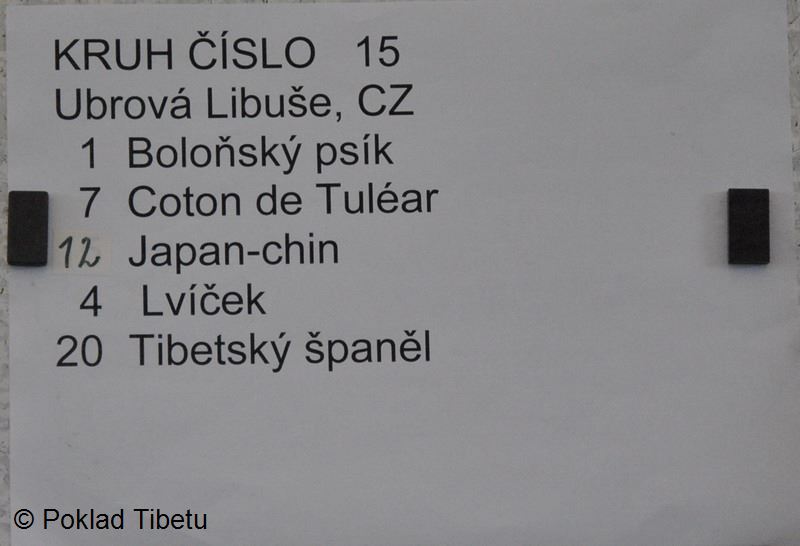 KRUH ČÍSLO 15
Ubrová Libuše, CZ
1 Boloňský psík
7 Coton de Tuléar
12 Japan-chin
4 Lvíček
20 Tibetský španěl
© Poklad Tibetu